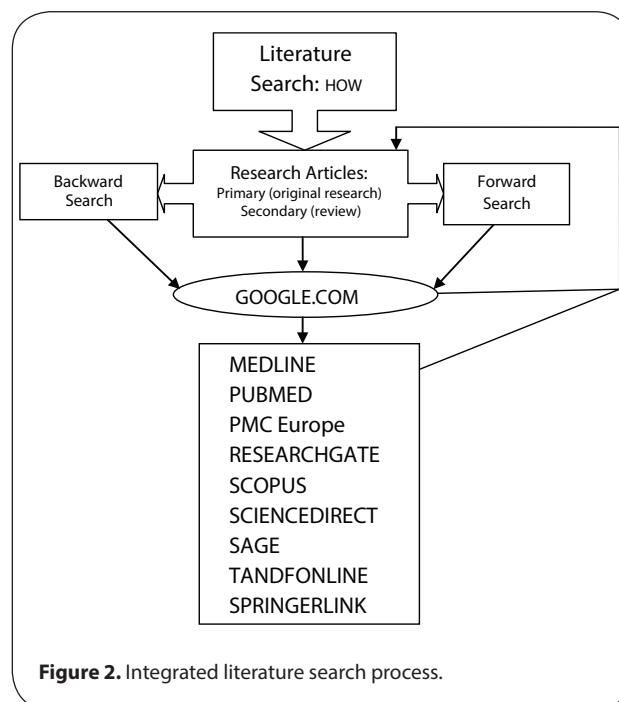 Literature
Search: HOW
Research Articles:
Primary (original research)
Secondary (review)
Backward
Search
Forward
Search
GOOGLE.COM
MEDLINE
PUBMED
PMC Europe
RESEARCHGATE
SCOPUS
SCIENCEDIRECT
SAGE
TANDFONLINE
SPRINGERLINK
Figure 2. Integrated literature search process.